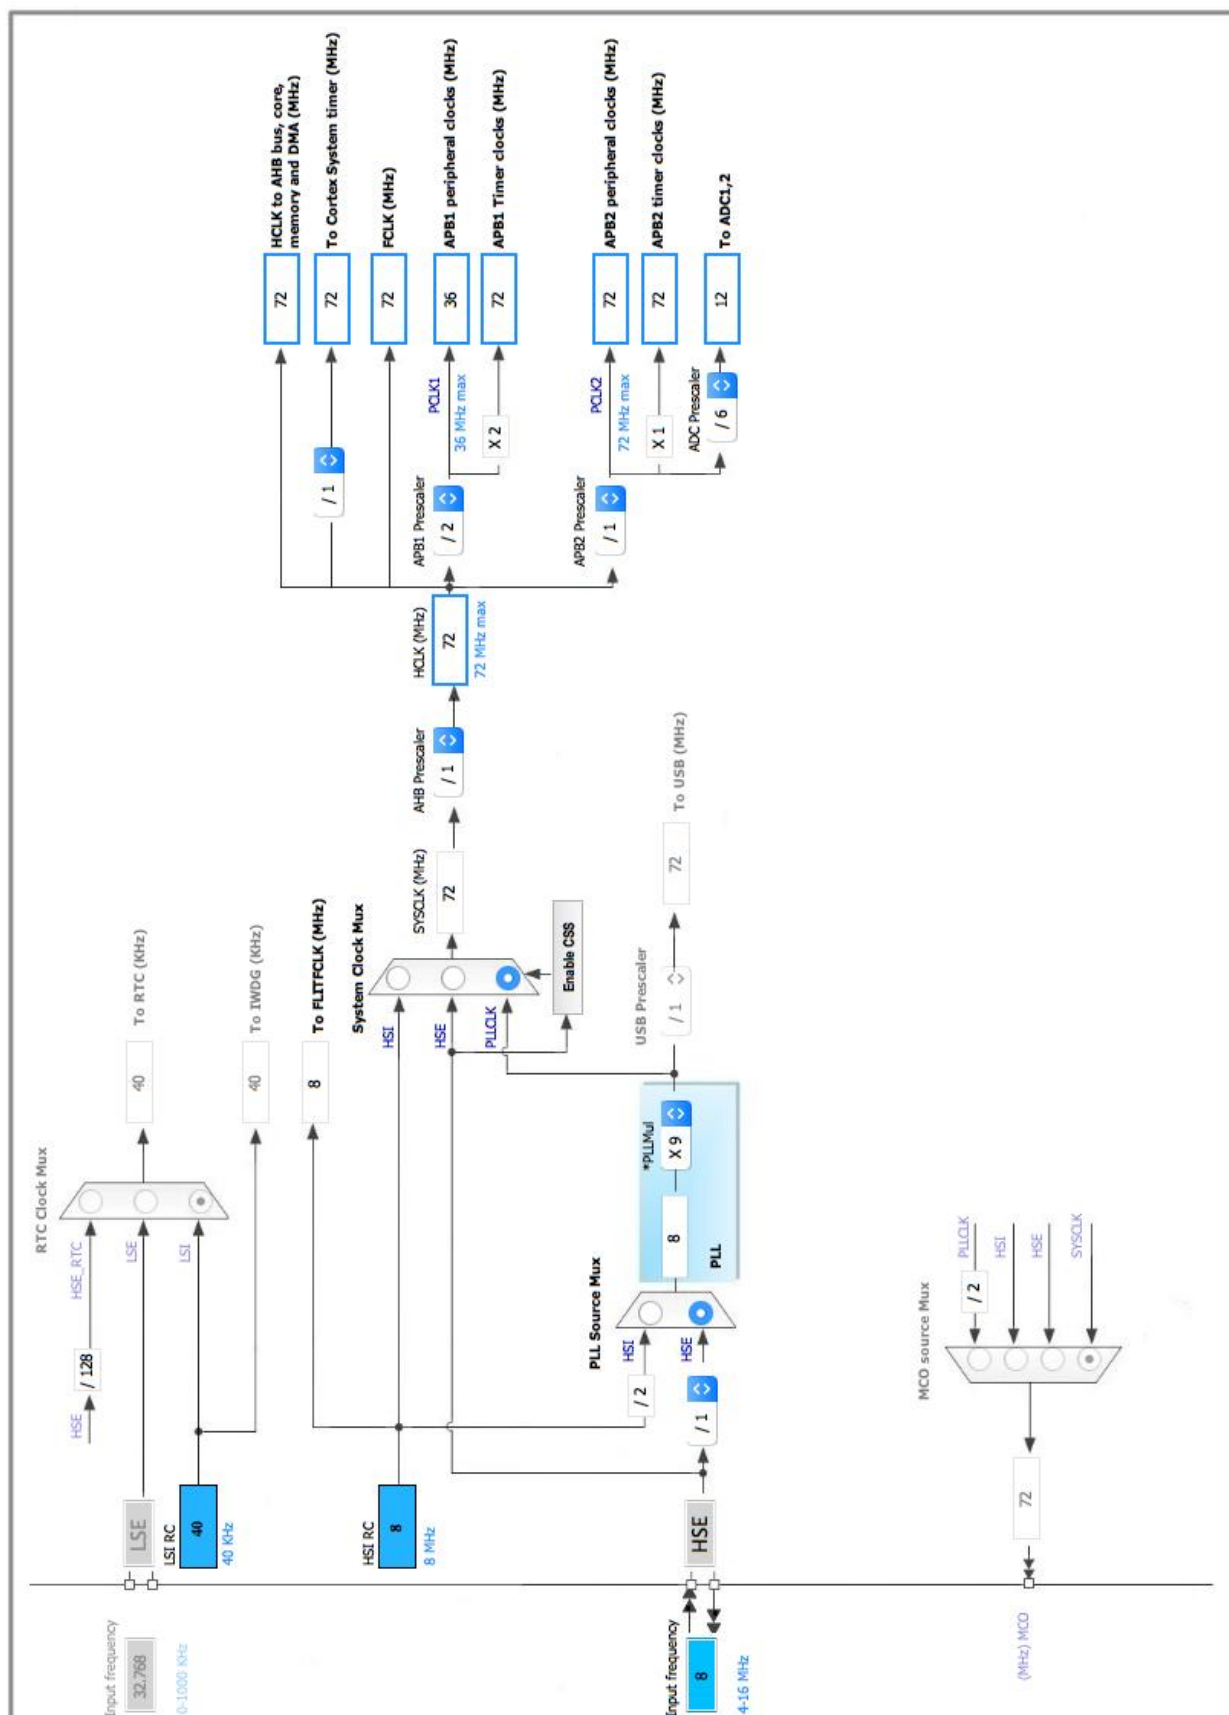 Input frequency
32.768
0-1000 KHz
LSE
LSI RC
40
40 KHz
HSE
/ 128
HSE_RTC
LSE
LSI
RTC Clock Mux
40
To RTC (KHz)
40
To IWDG (KHz)
HSI RC
8
8 MHz
8
To FLITFCLK (MHz)
System Clock Mux
HSI
HSE
PLLCLK
Enable CSS
SYSCLK (MHz)
72
AHB Prescaler
/ 1
HCLK (MHz)
72
72 MHz max
72
HCLK to AHB bus, core,
memory and DMA (MHz)
/ 1
72
To Cortex System timer (MHz)
72
FCLK (MHz)
APB1 Prescaler
/ 2
PCLK1
36 MHz max
36
APB1 peripheral clocks (MHz)
X 2
72
APB1 Timer clocks (MHz)
APB2 Prescaler
/ 1
PCLK2
72 MHz max
72
APB2 peripheral clocks (MHz)
X 1
72
APB2 timer clocks (MHz)
ADC Prescaler
/ 6
12
To ADC1,2
Input frequency
8
4-16 MHz
HSE
/ 1
/ 2
PLL Source Mux
HSI
HSE
8
*PLLMul
X 9
PLL
USB Prescaler
/ 1
72
To USB (MHz)
(MHz) MCO
72
MCO source Mux
/ 2
PLLCLK
HSI
HSE
SYSCLK